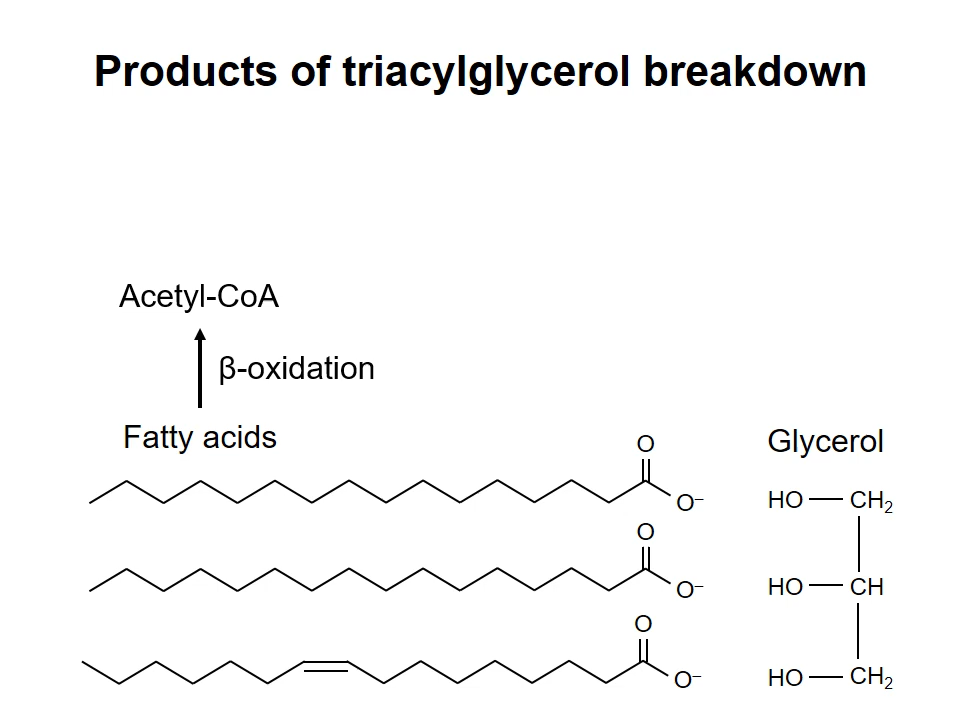 Products of triacylglycerol breakdown
Acetyl-CoA
β-oxidation
Fatty acids
Glycerol
O
O–
HO
CH2
O
O–
HO
CH
O
O–
HO
CH2